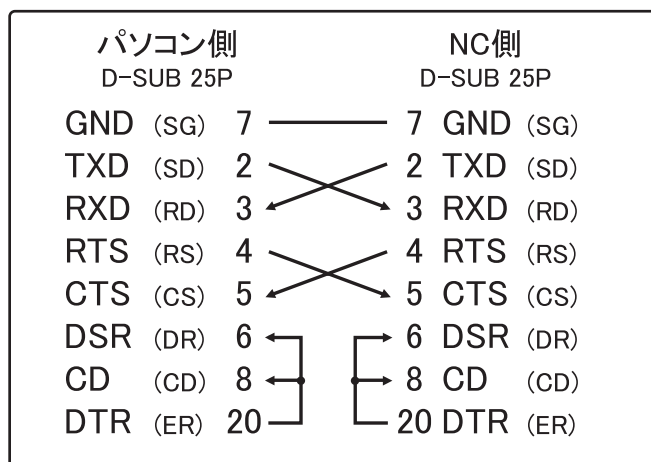 パソコン側 NC側
D-SUB 25P D-SUB 25P
GND (SG) 7 7 GND (SG)
TXD (SD) 2 2 TXD (SD)
RXD (RD) 3 3 RXD (RD)
RTS (RS) 4 4 RTS (RS)
CTS (CS) 5 5 CTS (CS)
DSR (DR) 6 6 DSR (DR)
CD (CD) 8 8 CD (CD)
DTR (ER) 20 20 DTR (ER)